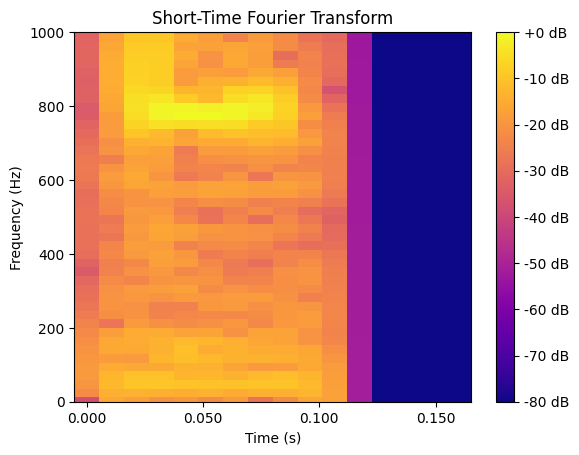 Short-Time Fourier Transform
1000
800
600
400
200
0
Frequency (Hz)
0.000
0.050
0.100
0.150
Time (s)
+0 dB
-10 dB
-20 dB
-30 dB
-40 dB
-50 dB
-60 dB
-70 dB
-80 dB